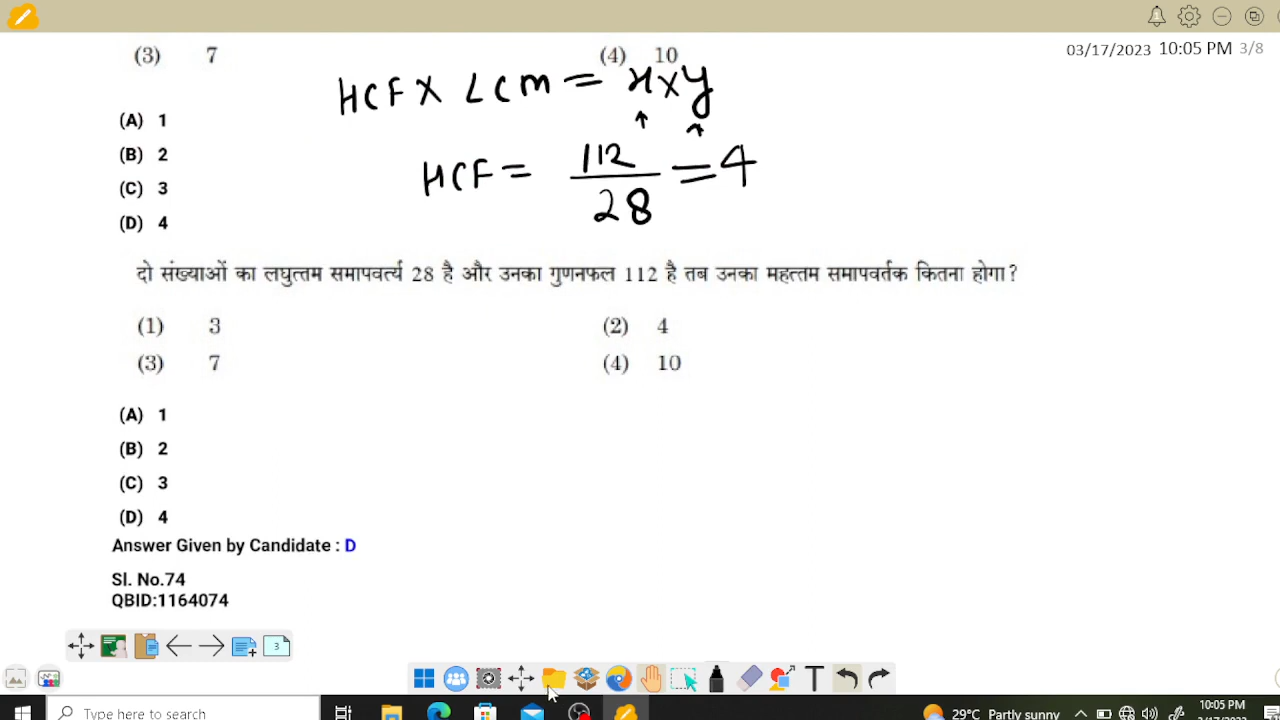 03/17/2023 10:05 PM 3/8
(3) 7 (4) 10
HCF X LCM = x x y
(A) 1
(B) 2
HCF = 112/28 = 4
(C) 3
(D) 4
दो संख्याओं का लघुत्तम समापवर्त्य 28 है और उनका गुणनफल 112 है तब उनका महत्तम समापवर्तक कितना होगा?
(1) 3 (2) 4
(3) 7 (4) 10
(A) 1
(B) 2
(C) 3
(D) 4
Answer Given by Candidate : D
Sl. No.74
QBID:1164074
3
T
Type here to search
29°C Partly sunny
10:05 PM